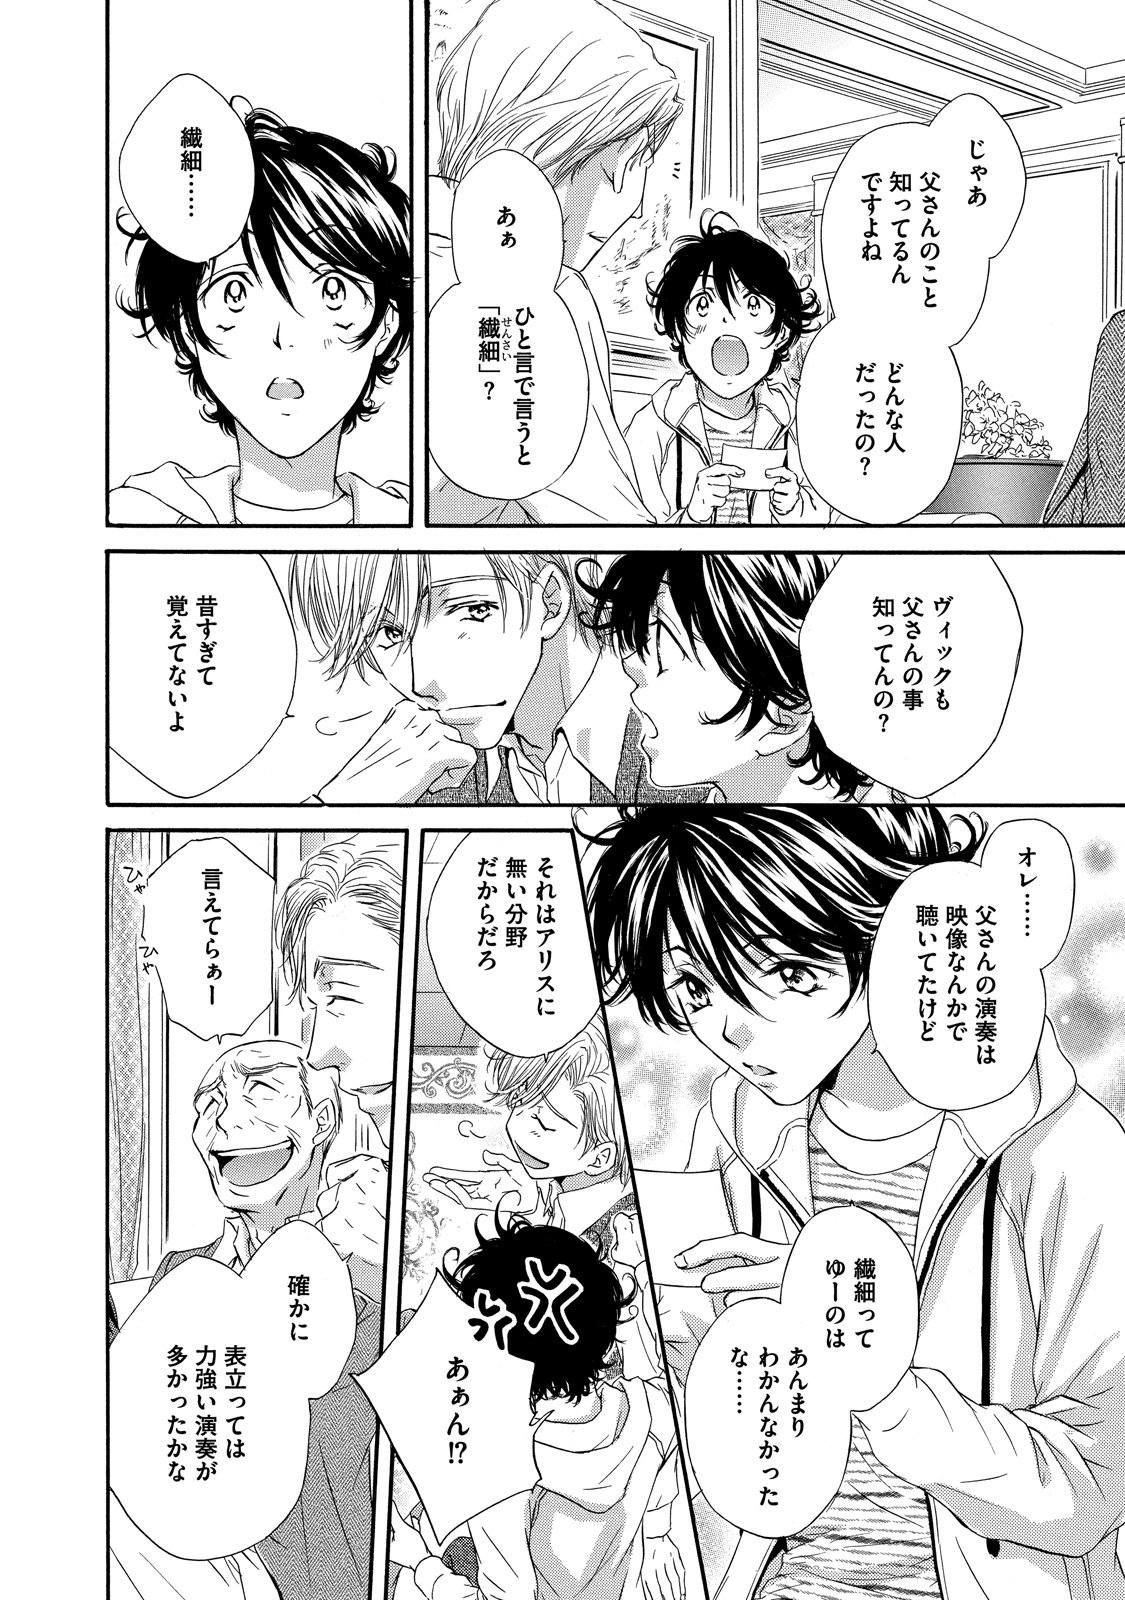 じゃあ
父さんのこと
知ってるん
ですよね
どんな人
だったの?
あぁ
ひと言で言うと
「繊細」?
せんさい
繊細……
ヴィックも
父さんの事
知ってんの?
昔すぎて
覚えてないよ
オレ……
父さんの演奏は
映像なんかで
聴いてたけど
繊細って
ゆーのは
あんまり
わかんなかった
な……
それはアリスに
無い分野
だからだろ
あぁん!?
言えてらぁー
ひゃ
ひゃ
確かに
表立っては
力強い演奏が
多かったかな